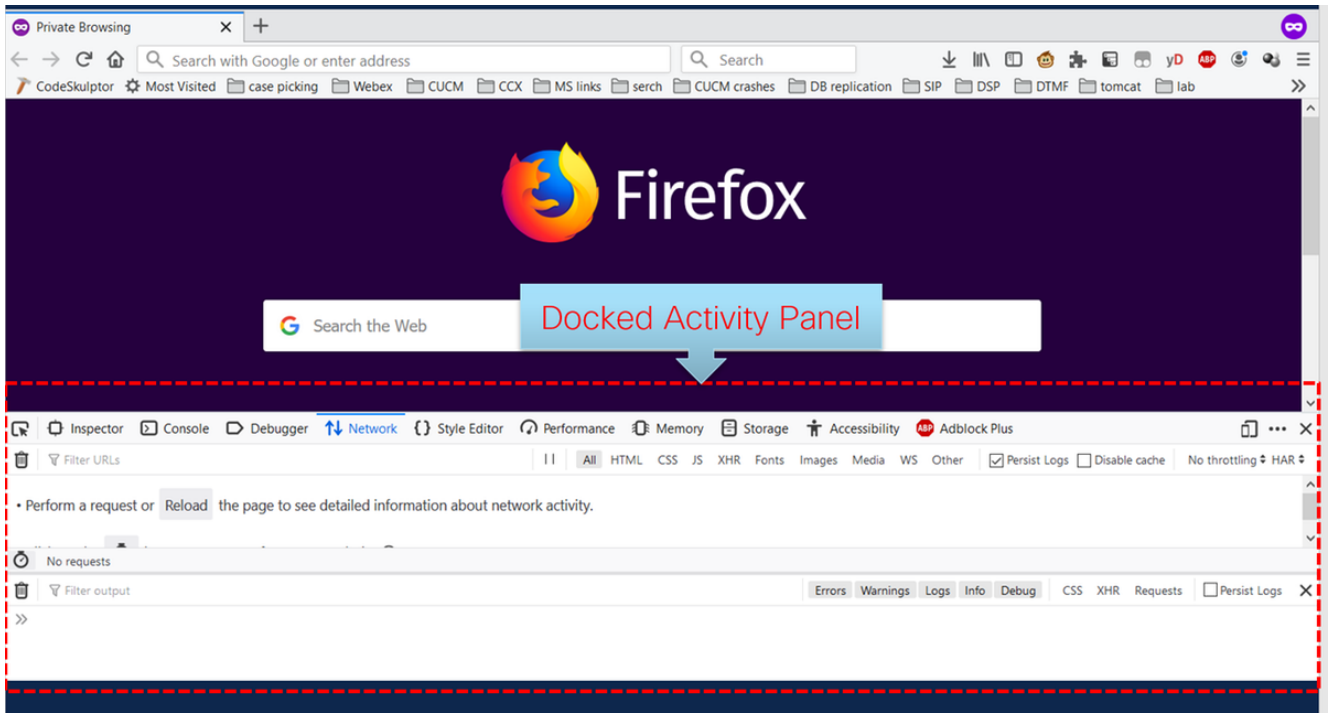 Private Browsing
Search with Google or enter address Search yD ABP
CodeSkulptor Most Visited case picking Webex CUCM CCX MS links serch CUCM crashes DB replication SIP DSP DTMF tomcat lab
Firefox
G Search the Web
Docked Activity Panel
Inspector Console Debugger Network Style Editor Performance Memory Storage Accessibility ABP Adblock Plus
Filter URLs All HTML CSS JS XHR Fonts Images Media WS Other Persist Logs Disable cache No throttling HAR
• Perform a request or Reload the page to see detailed information about network activity.
No requests
Filter output Errors Warnings Logs Info Debug CSS XHR Requests Persist Logs